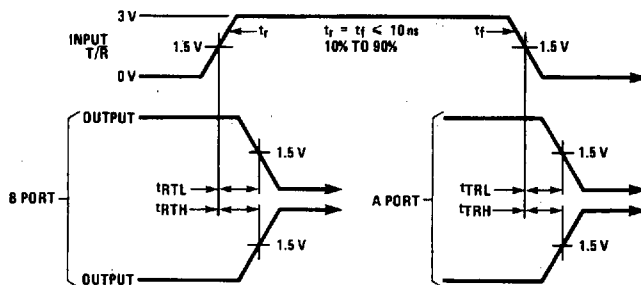 3 V
INPUT
T/R̅
1.5 V
0 V
tr
tr = tf ≤ 10 ns
10% TO 90%
tf
1.5 V
B PORT
OUTPUT
1.5 V
tRTL
tRTH
1.5 V
OUTPUT
A PORT
1.5 V
tTRL
tTRH
1.5 V